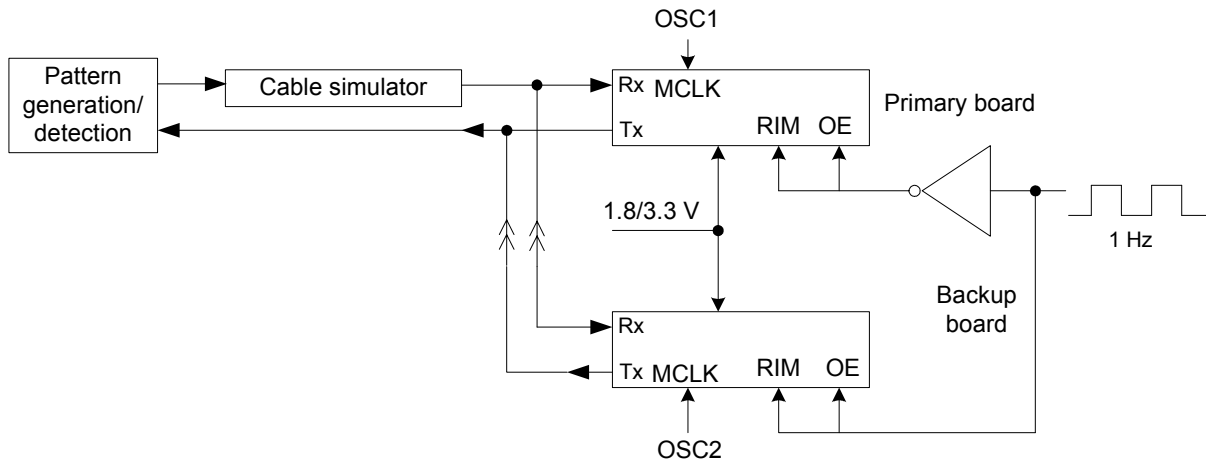 OSC1
Pattern
generation/
detection
Cable simulator
Rx
MCLK
Tx
RIM
OE
Primary board
1.8/3.3 V
1 Hz
Backup
board
Rx
Tx
MCLK
RIM
OE
OSC2